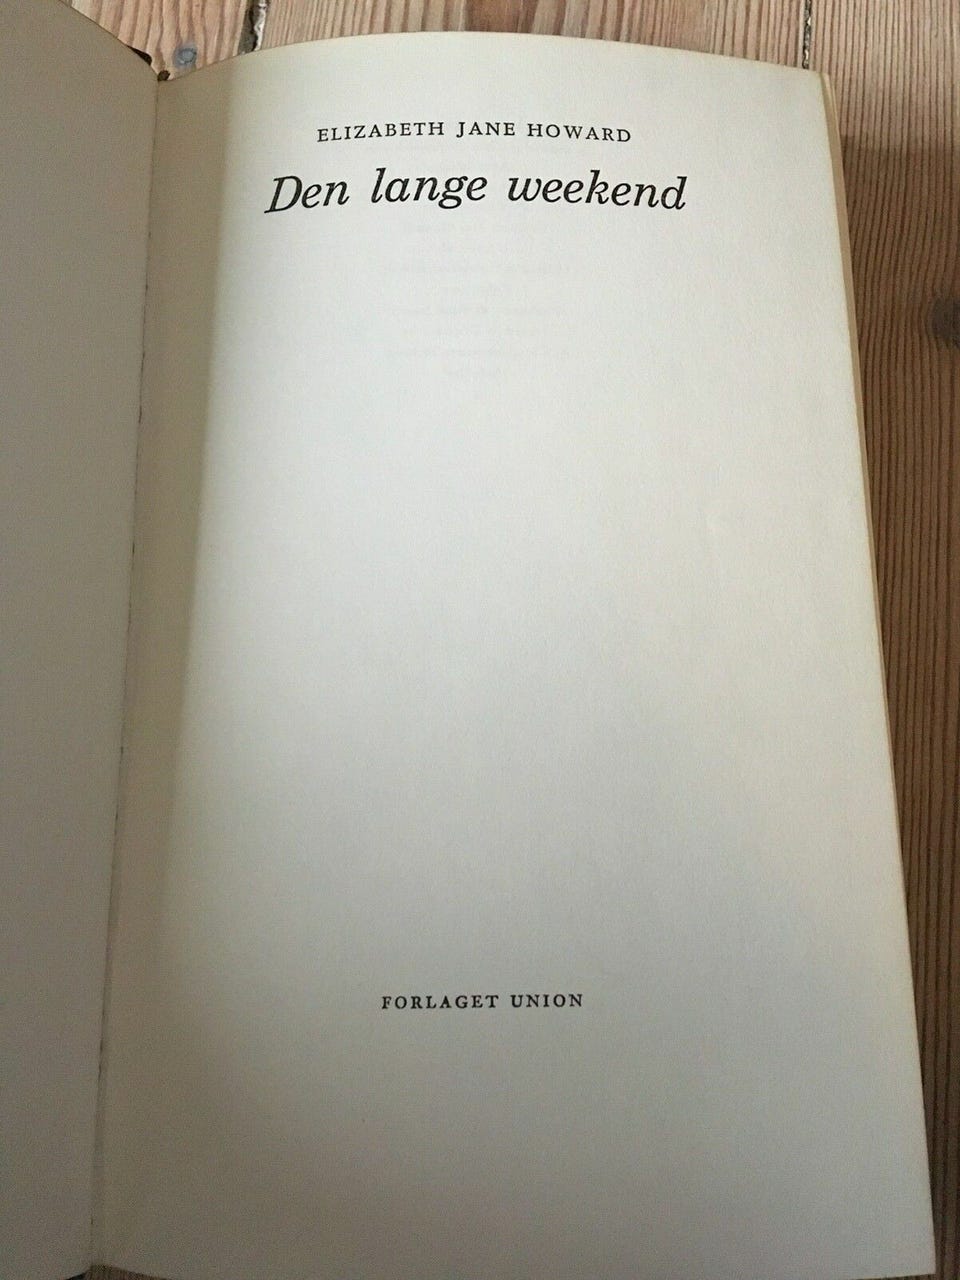 ELIZABETH JANE HOWARD
Den lange weekend
FORLAGET UNION